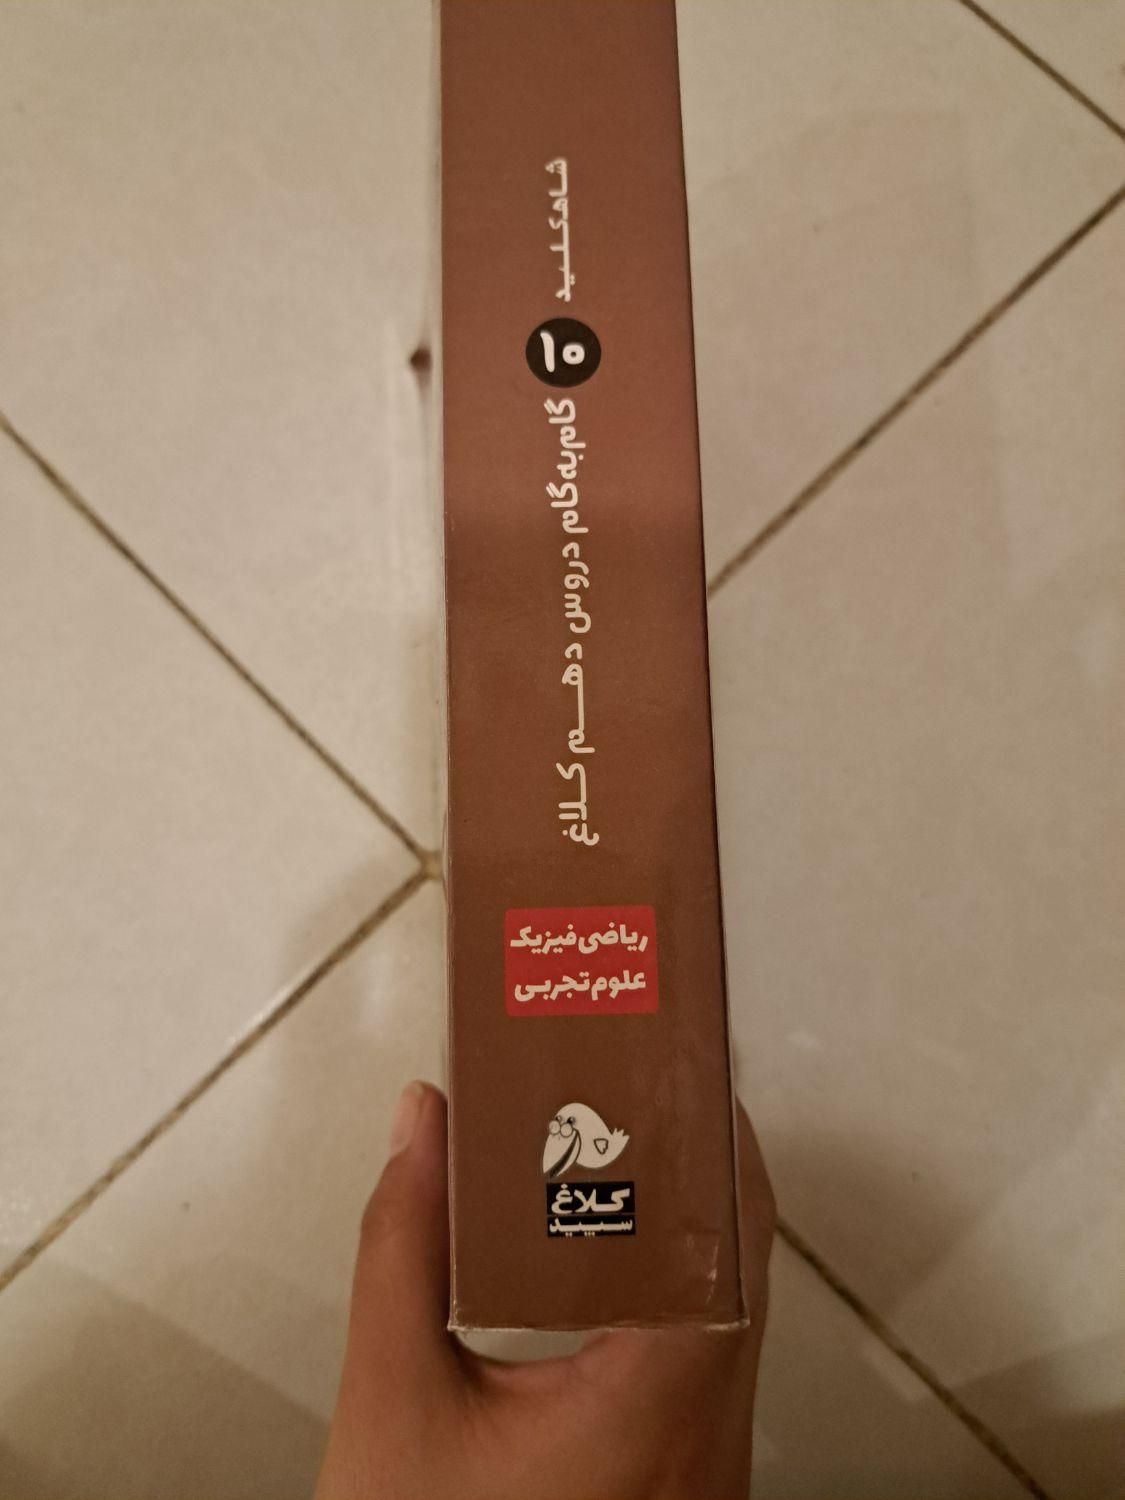 شاه‌کلید
۱۰
گام‌به‌گام دروس دهم کلاغ
ریاضی‌فیزیک
علوم‌تجربی
کلاغ
سپید